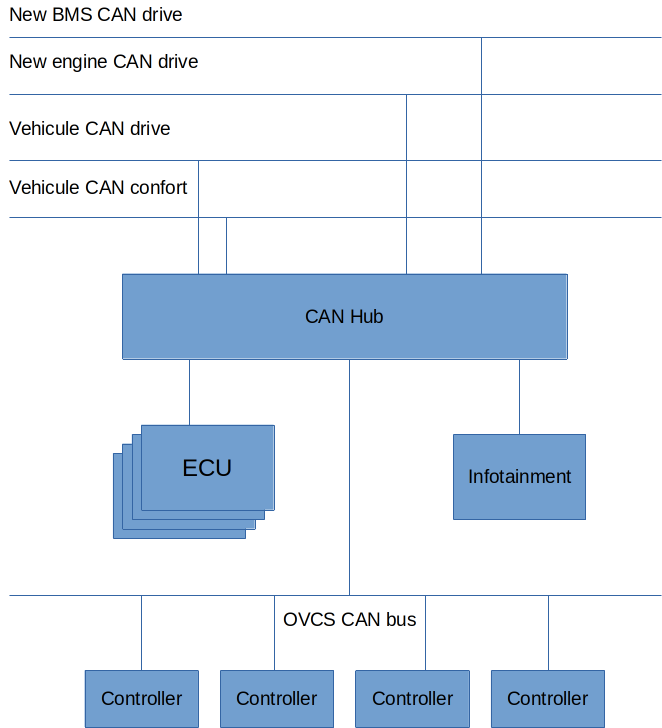 New BMS CAN drive
New engine CAN drive
Vehicule CAN drive
Vehicule CAN confort
CAN Hub
ECU
Infotainment
OVCS CAN bus
Controller
Controller
Controller
Controller